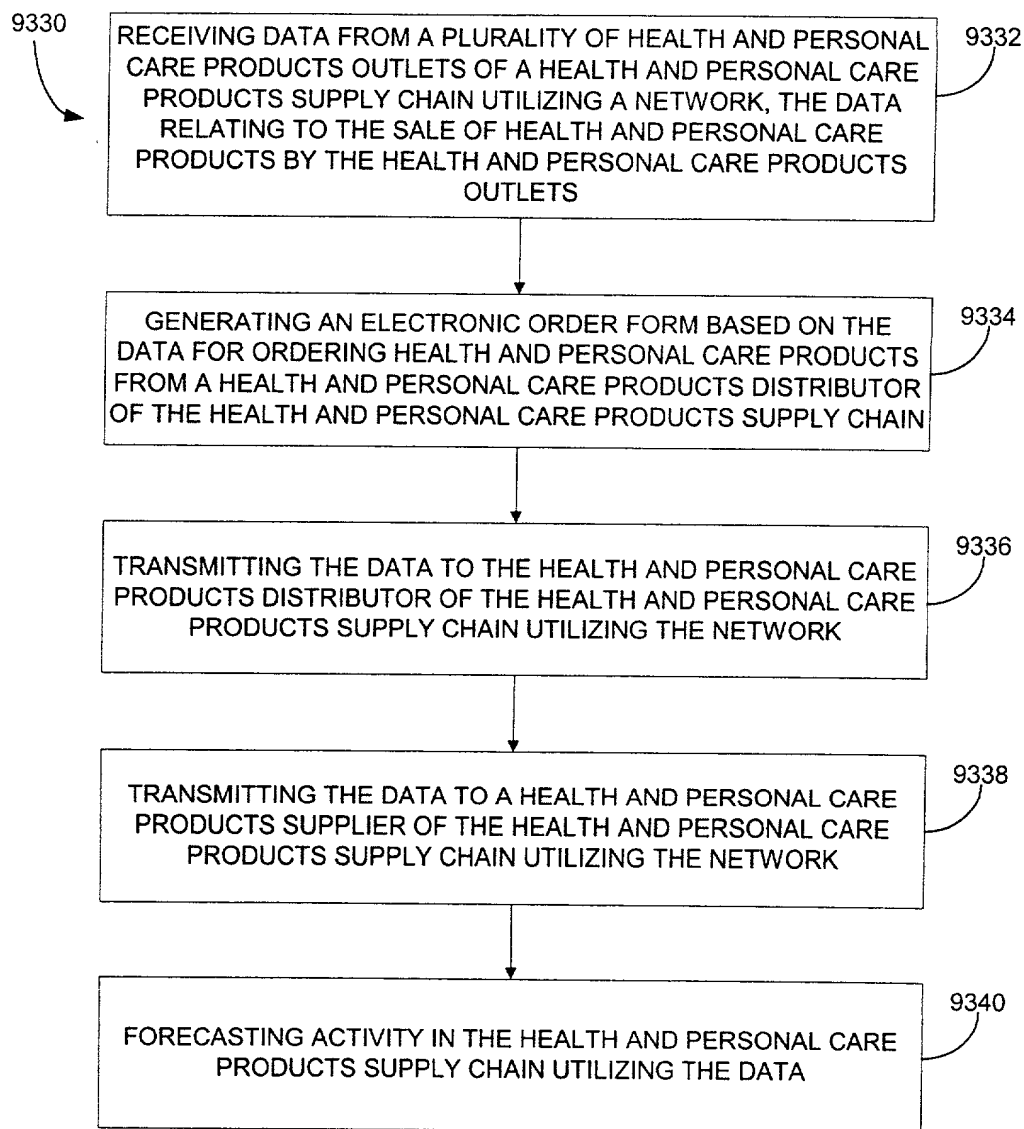 9330
RECEIVING DATA FROM A PLURALITY OF HEALTH AND PERSONAL
CARE PRODUCTS OUTLETS OF A HEALTH AND PERSONAL CARE
PRODUCTS SUPPLY CHAIN UTILIZING A NETWORK, THE DATA
RELATING TO THE SALE OF HEALTH AND PERSONAL CARE
PRODUCTS BY THE HEALTH AND PERSONAL CARE PRODUCTS
OUTLETS
9332
GENERATING AN ELECTRONIC ORDER FORM BASED ON THE
DATA FOR ORDERING HEALTH AND PERSONAL CARE PRODUCTS
FROM A HEALTH AND PERSONAL CARE PRODUCTS DISTRIBUTOR
OF THE HEALTH AND PERSONAL CARE PRODUCTS SUPPLY CHAIN
9334
TRANSMITTING THE DATA TO THE HEALTH AND PERSONAL CARE
PRODUCTS DISTRIBUTOR OF THE HEALTH AND PERSONAL CARE
PRODUCTS SUPPLY CHAIN UTILIZING THE NETWORK
9336
TRANSMITTING THE DATA TO A HEALTH AND PERSONAL CARE
PRODUCTS SUPPLIER OF THE HEALTH AND PERSONAL CARE
PRODUCTS SUPPLY CHAIN UTILIZING THE NETWORK
9338
FORECASTING ACTIVITY IN THE HEALTH AND PERSONAL CARE
PRODUCTS SUPPLY CHAIN UTILIZING THE DATA
9340